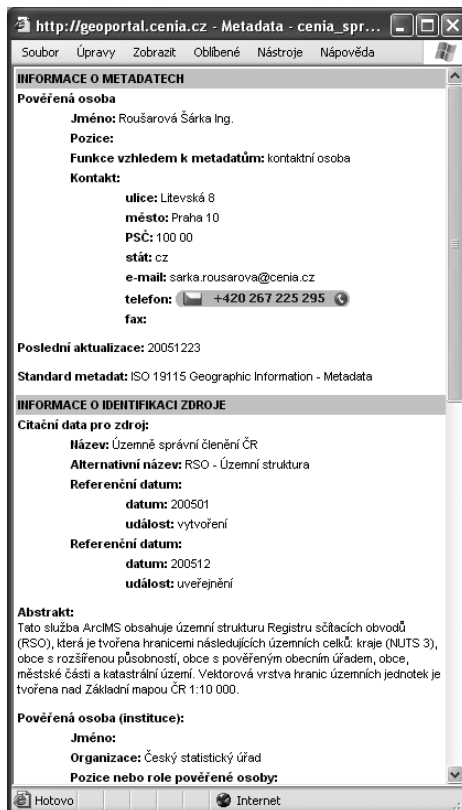 http://geoportal.cenia.cz - Metadata - cenia_spr...
Soubor Úpravy Zobrazit Oblíbené Nástroje Nápověda
INFORMACE O METADATECH
Pověřená osoba
Jméno: Roušarová Šárka Ing.
Pozice:
Funkce vzhledem k metadatům: kontaktní osoba
Kontakt:
ulice: Litevská 8
město: Praha 10
PSČ: 100 00
stát: cz
e-mail: sarka.rousarova@cenia.cz
telefon: +420 267 225 295
fax:
Poslední aktualizace: 20051223
Standard metadat: ISO 19115 Geographic Information - Metadata
INFORMACE O IDENTIFIKACI ZDROJE
Citační data pro zdroj:
Název: Územně správní členění ČR
Alternativní název: RSO - Územní struktura
Referenční datum:
datum: 200501
událost: vytvoření
Referenční datum:
datum: 200512
událost: uveřejnění
Abstrakt:
Tato služba ArcIMS obsahuje územní strukturu Registru sčítacích obvodů
(RSO), která je tvořena hranicemi následujících územních celků: kraje (NUTS 3),
obce s rozšířenou působností, obce s pověřeným obecním úřadem, obce,
městské části a katastrální území. Vektorová vrstva hranic územních jednotek je
tvořena nad Základní mapou ČR 1:10 000.
Pověřená osoba (instituce):
Jméno:
Organizace: Český statistický úřad
Pozice nebo role pověřené osoby:
Hotovo Internet